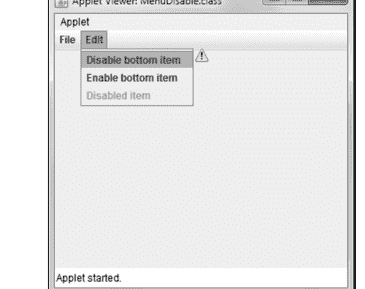 Applet Viewer: MenuDisable.class
Applet
File Edit
Disable bottom item
Enable bottom item
Disabled item
Applet started.